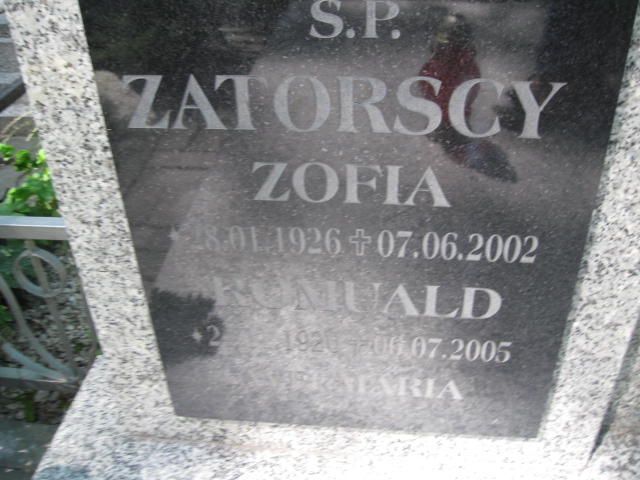 S.P.
ZATORSCY
ZOFIA
*28.01.1926 ✝ 07.06.2002
ROMUALD
06.07.2005
MARIA